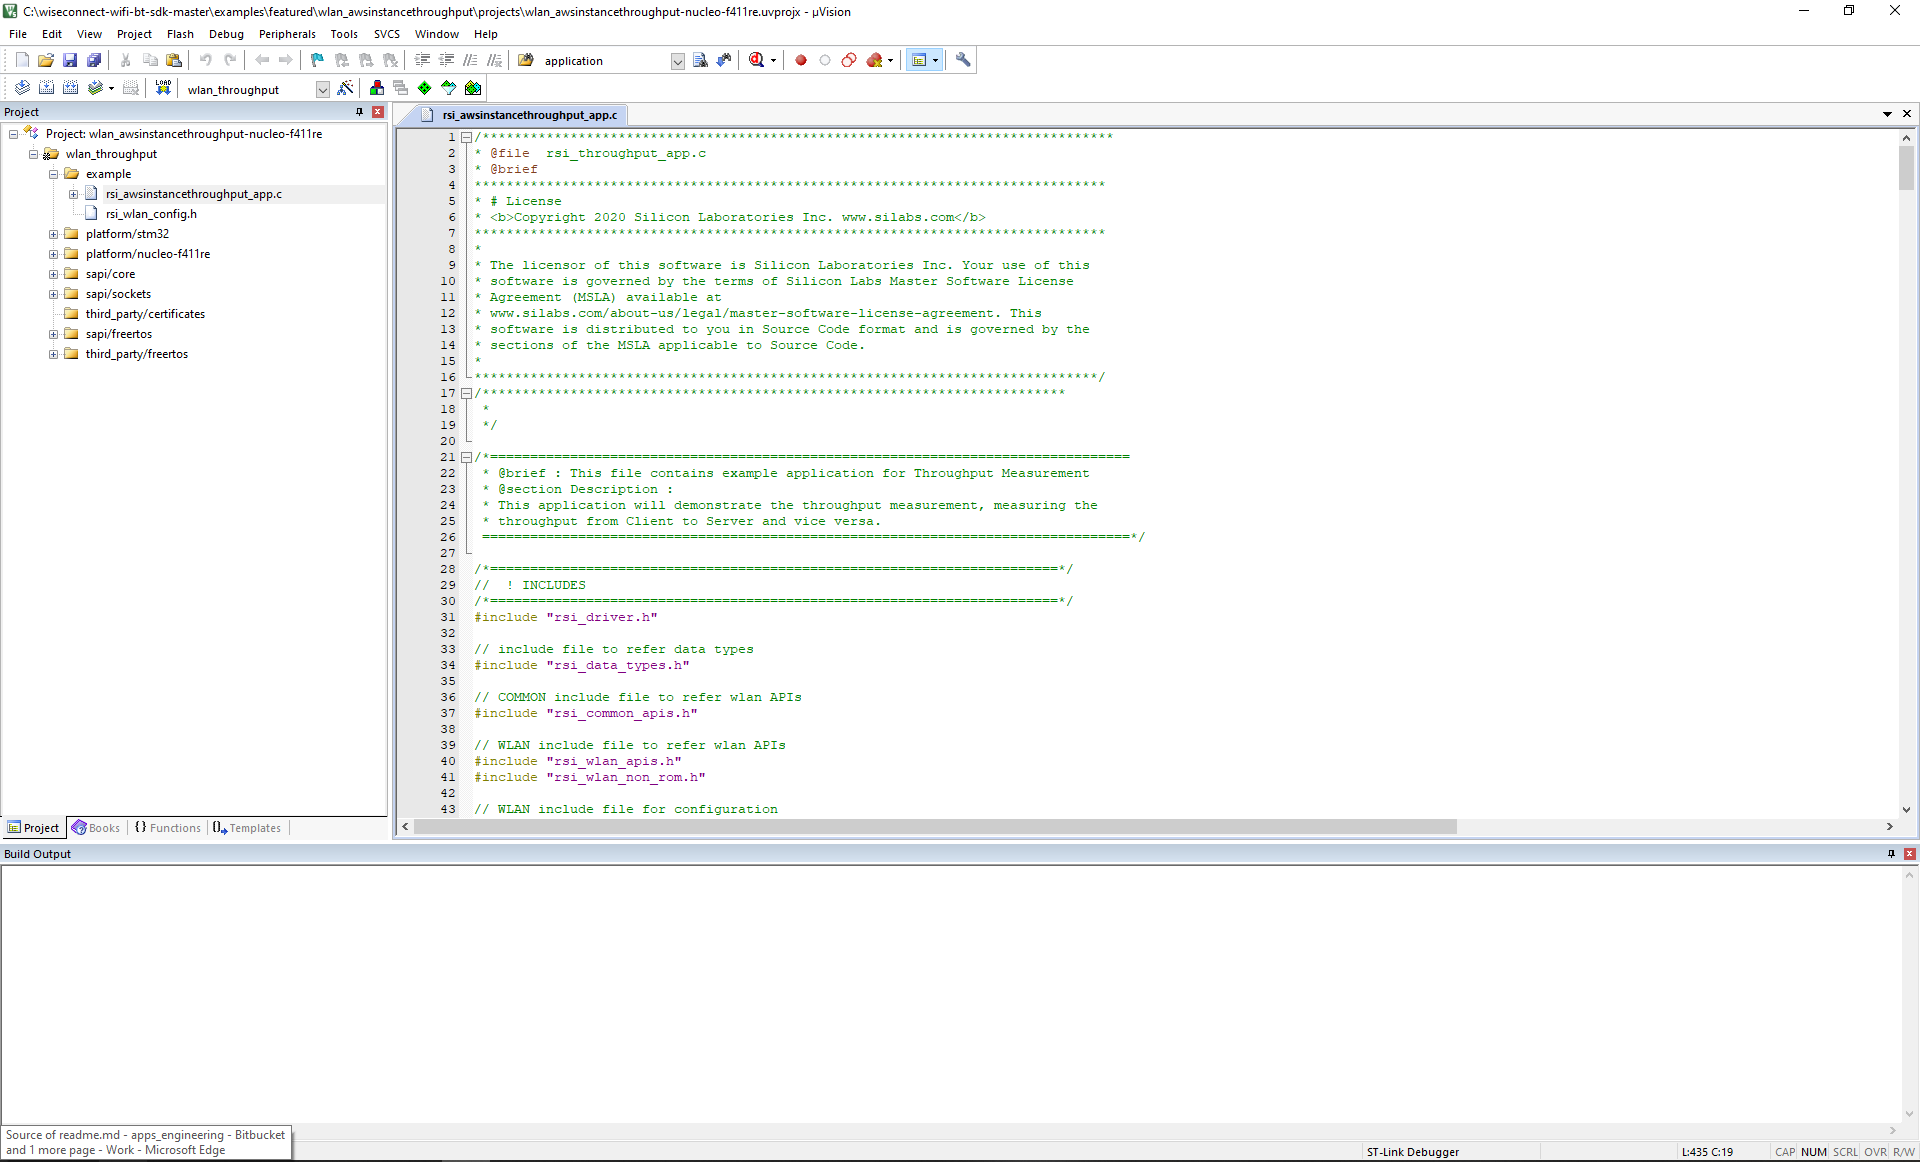 C:\wiseconnect-wifi-bt-sdk-master\examples\featured\wlan_awsinstancethroughput\projects\wlan_awsinstancethroughput-nucleo-f411re.uvprojx - µVision
File Edit View Project Flash Debug Peripherals Tools SVCS Window Help
application
LOAD wlan_throughput
Project
rsi_awsinstancethroughput_app.c
Project: wlan_awsinstancethroughput-nucleo-f411re
wlan_throughput
example
rsi_awsinstancethroughput_app.c
rsi_wlan_config.h
platform/stm32
platform/nucleo-f411re
sapi/core
sapi/sockets
third_party/certificates
sapi/freertos
third_party/freertos
1 /*******************************************************************************
2 * @file  rsi_throughput_app.c
3 * @brief
4 *******************************************************************************
5 * # License
6 * <b>Copyright 2020 Silicon Laboratories Inc. www.silabs.com</b>
7 *******************************************************************************
8 *
9 * The licensor of this software is Silicon Laboratories Inc. Your use of this
10 * software is governed by the terms of Silicon Labs Master Software License
11 * Agreement (MSLA) available at
12 * www.silabs.com/about-us/legal/master-software-license-agreement. This
13 * software is distributed to you in Source Code format and is governed by the
14 * sections of the MSLA applicable to Source Code.
15 *
16 ******************************************************************************/
17 /*************************************************************************
18  *
19  */
20
21 /*================================================================================
22  * @brief : This file contains example application for Throughput Measurement
23  * @section Description :
24  * This application will demonstrate the throughput measurement, measuring the
25  * throughput from Client to Server and vice versa.
26  =================================================================================*/
27
28 /*=======================================================================*/
29 //  ! INCLUDES
30 /*=======================================================================*/
31 #include "rsi_driver.h"
32
33 // include file to refer data types
34 #include "rsi_data_types.h"
35
36 // COMMON include file to refer wlan APIs
37 #include "rsi_common_apis.h"
38
39 // WLAN include file to refer wlan APIs
40 #include "rsi_wlan_apis.h"
41 #include "rsi_wlan_non_rom.h"
42
43 // WLAN include file for configuration
Project Books {} Functions Templates
Build Output
Source of readme.md - apps_engineering - Bitbucket
and 1 more page - Work - Microsoft Edge
ST-Link Debugger L:435 C:19 CAP NUM SCRL OVR R/W